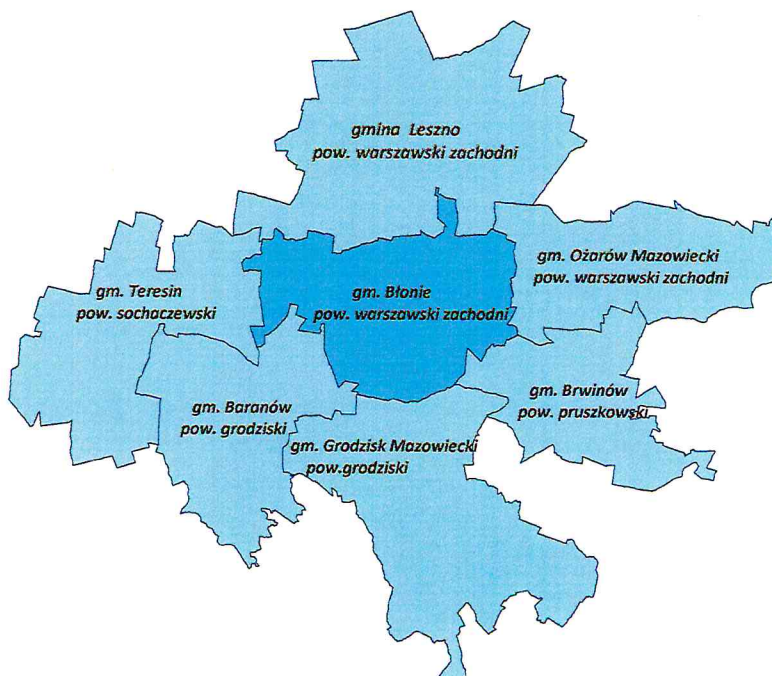 gmina Leszno
pow. warszawski zachodni
gm. Ożarów Mazowiecki
pow. warszawski zachodni
gm. Teresin
pow. sochaczewski
gm. Błonie
pow. warszawski zachodni
gm. Brwinów
pow. pruszkowski
gm. Baranów
pow. grodziski
gm. Grodzisk Mazowiecki
pow.grodziski